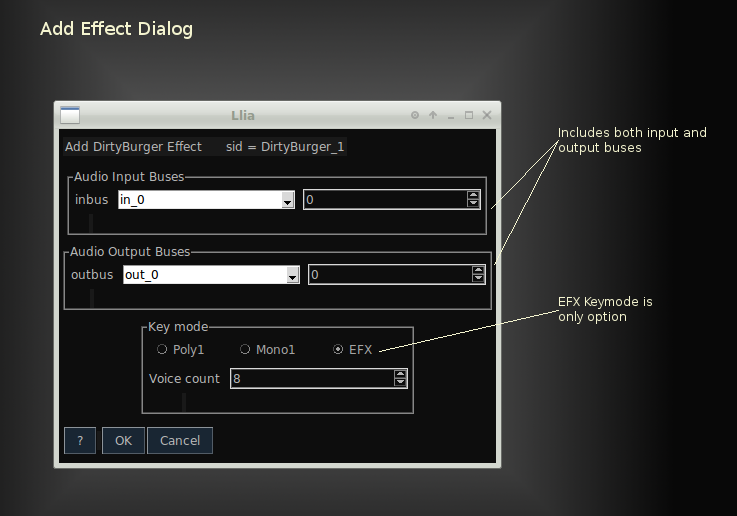 Add Effect Dialog
Llia
Add DirtyBurger Effect sid = DirtyBurger_1
Audio Input Buses
inbus in_0 0
Audio Output Buses
outbus out_0 0
Key mode
Poly1 Mono1 EFX
Voice count 8
? OK Cancel
Includes both input and
output buses
EFX Keymode is
only option